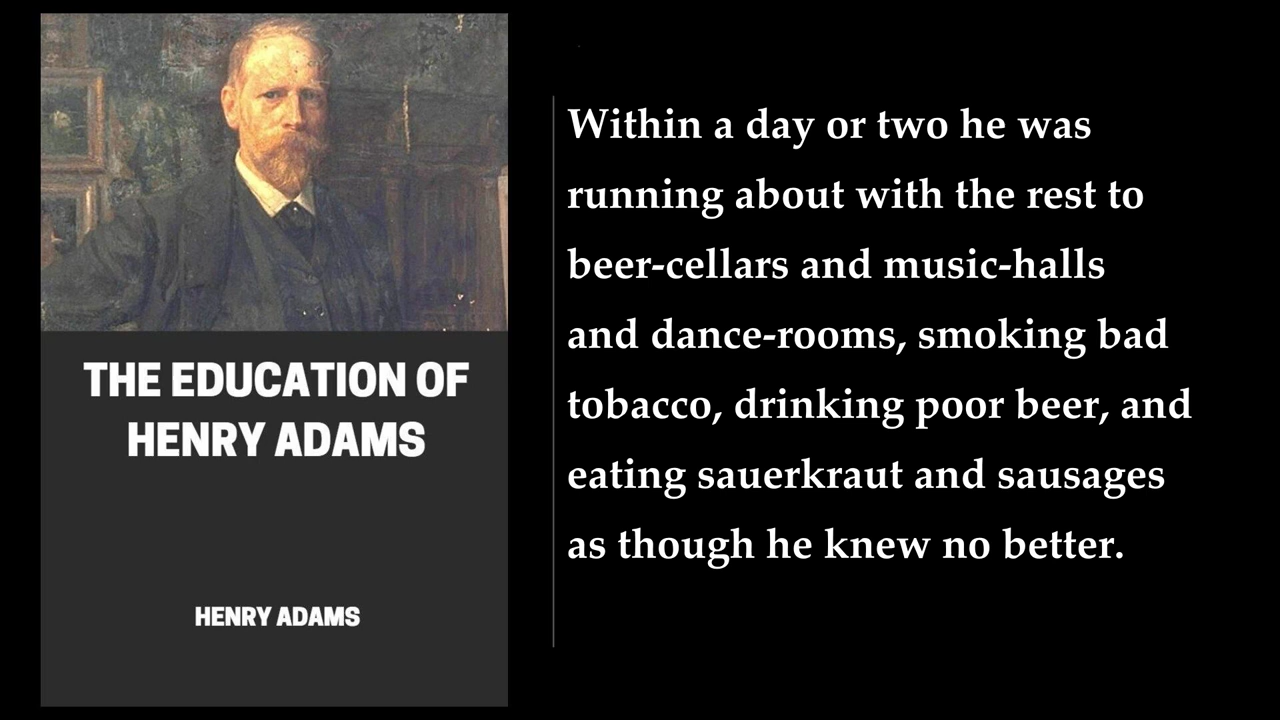 THE EDUCATION OF
HENRY ADAMS
HENRY ADAMS
Within a day or two he was
running about with the rest to
beer-cellars and music-halls
and dance-rooms, smoking bad
tobacco, drinking poor beer, and
eating sauerkraut and sausages
as though he knew no better.